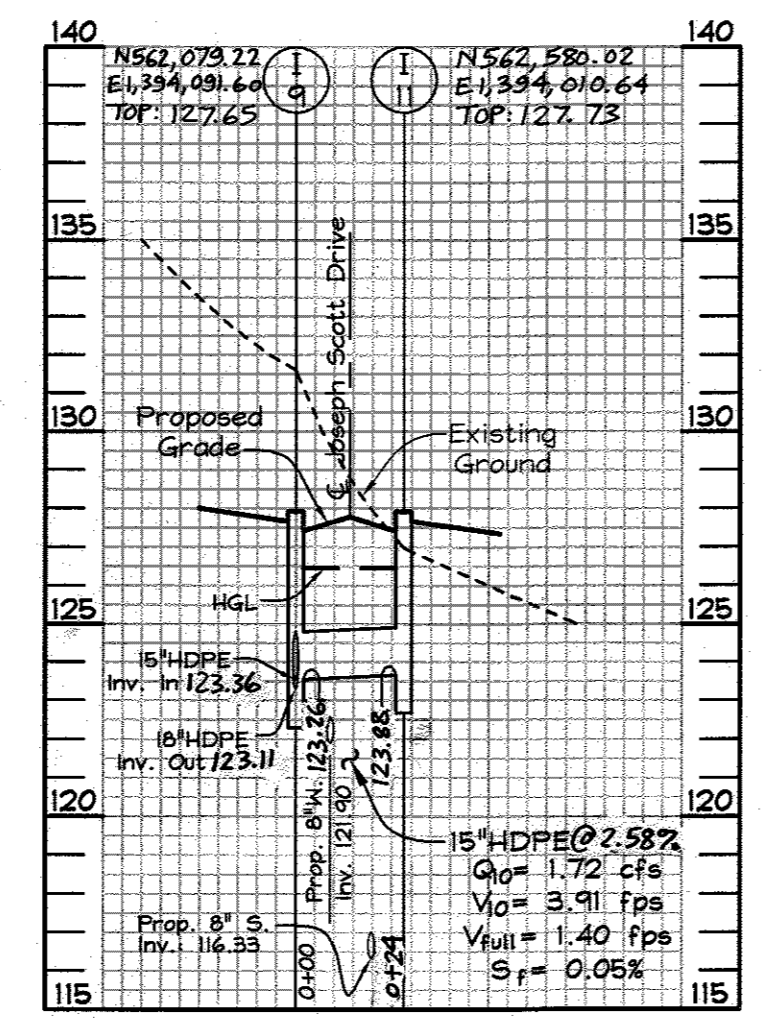 140
140
N562,079.22
E1,394,091.60
TOP: 127.65
I
9
I
11
N562,580.02
E1,394,010.64
TOP: 127.73
135
135
℄ Joseph Scott Drive
130
130
Proposed
Grade
Existing
Ground
HGL
125
125
15"HDPE
Inv. In 123.36
18"HDPE
Inv. Out 123.11
123.26
123.88
Prop. 8"W.
Inv. 121.90
120
120
15"HDPE@2.58%
Q10= 1.72 cfs
V10= 3.91 fps
Vfull= 1.40 fps
Sf= 0.05%
Prop. 8" S.
Inv.: 116.33
0+00
0+24
115
115